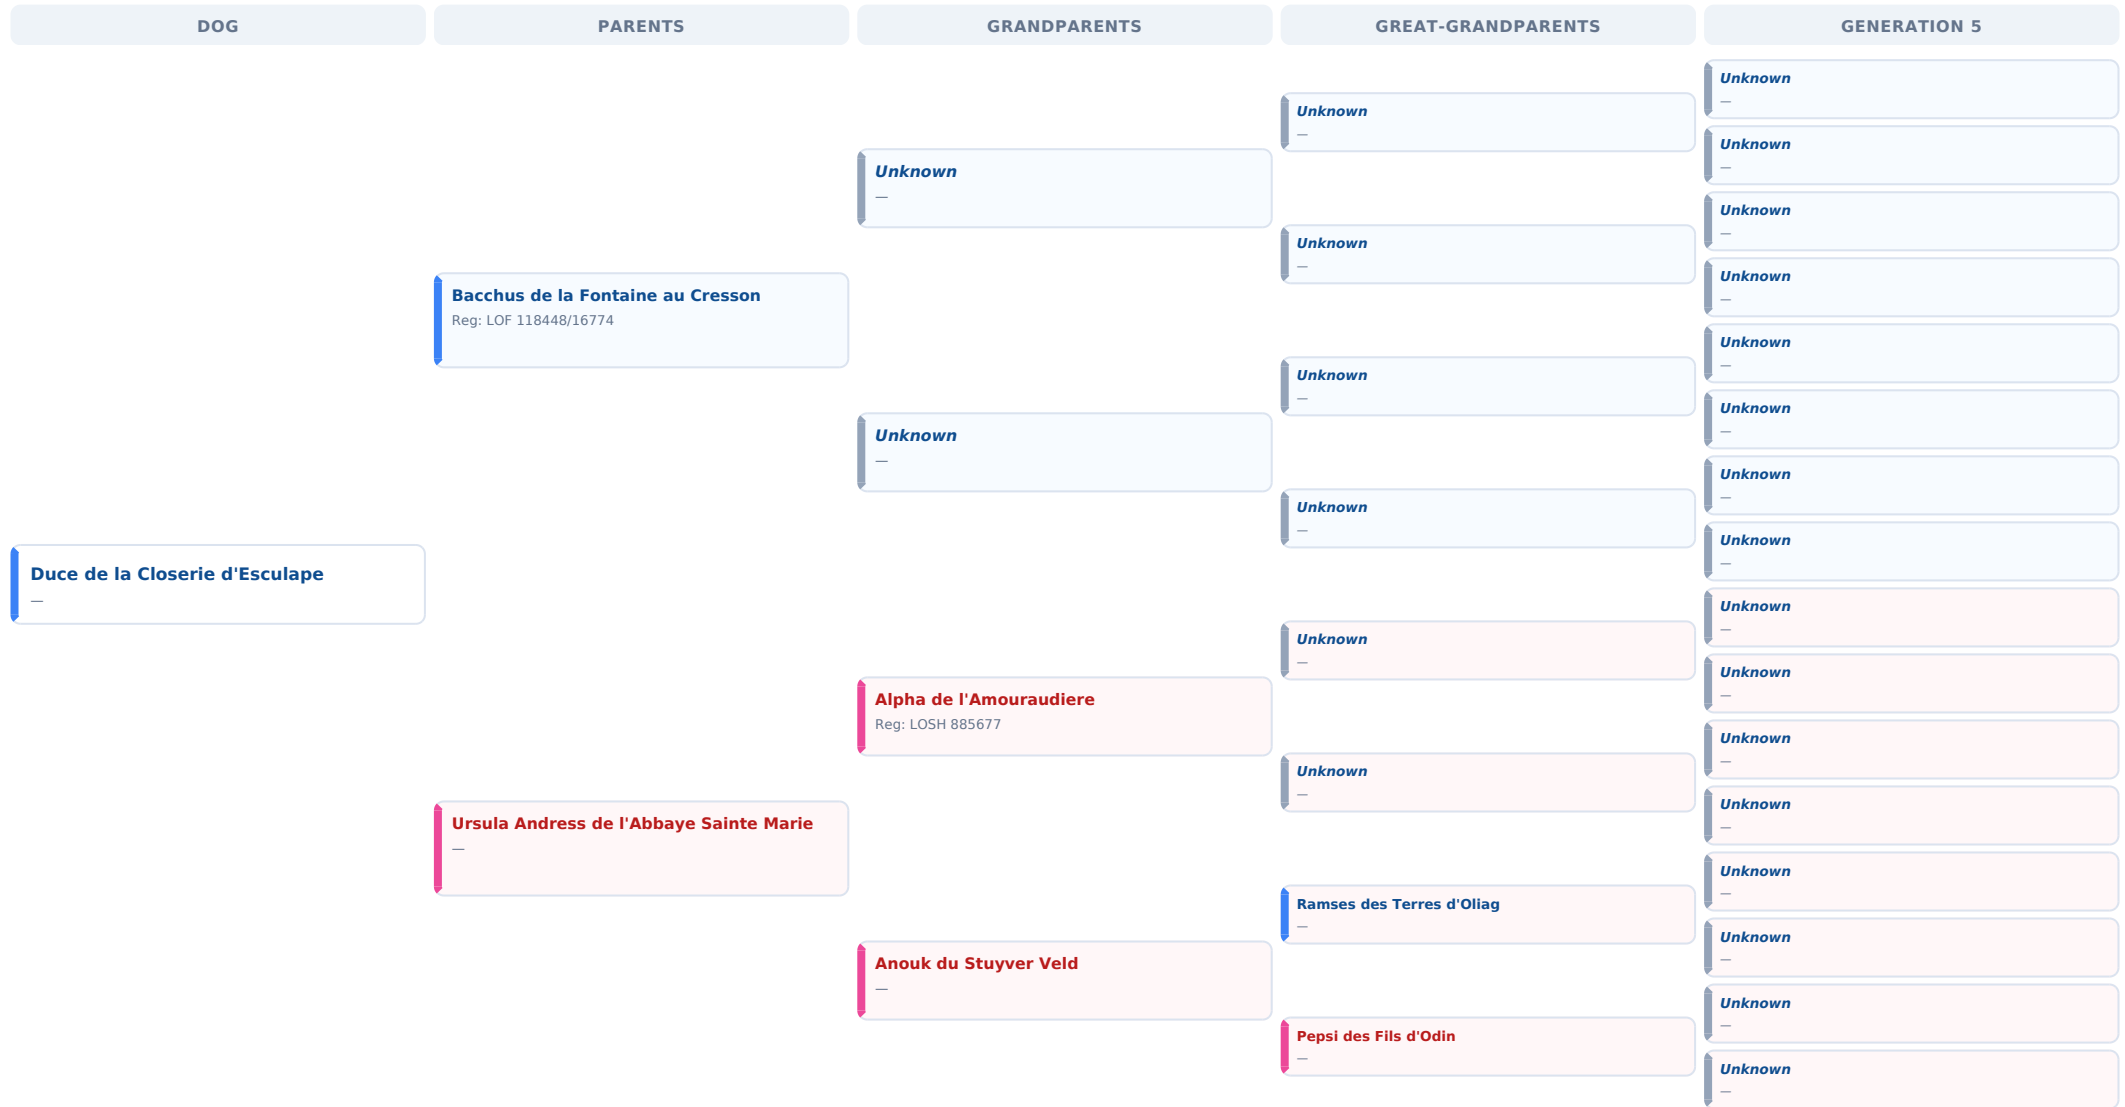 DOG
PARENTS
GRANDPARENTS
GREAT-GRANDPARENTS
GENERATION 5
Duce de la Closerie d'Esculape
—
Bacchus de la Fontaine au Cresson
Reg: LOF 118448/16774
Ursula Andress de l'Abbaye Sainte Marie
—
Unknown
—
Unknown
—
Alpha de l'Amouraudiere
Reg: LOSH 885677
Anouk du Stuyver Veld
—
Unknown
—
Unknown
—
Unknown
—
Unknown
—
Unknown
—
Unknown
—
Ramses des Terres d'Oliag
—
Pepsi des Fils d'Odin
—
Unknown
—
Unknown
—
Unknown
—
Unknown
—
Unknown
—
Unknown
—
Unknown
—
Unknown
—
Unknown
—
Unknown
—
Unknown
—
Unknown
—
Unknown
—
Unknown
—
Unknown
—
Unknown
—